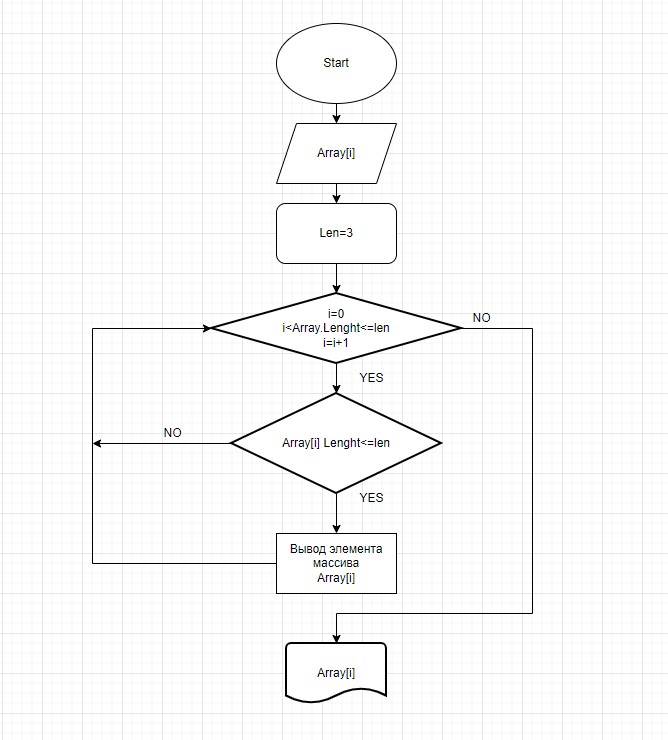 Start
Array[i]
Len=3
i=0
i<Array.Lenght<=len
i=i+1
NO
YES
Array[i] Lenght<=len
NO
YES
Вывод элемента
массива
Array[i]
Array[i]